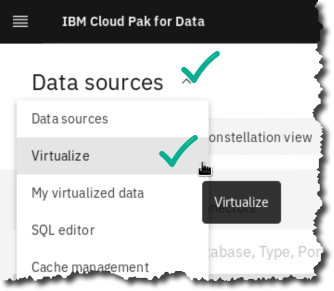 IBM Cloud Pak for Data
Data sources
Data sources
onstellation view
Virtualize
My virtualized data
Virtualize
SQL editor
tabase, Type, Por
Cache management